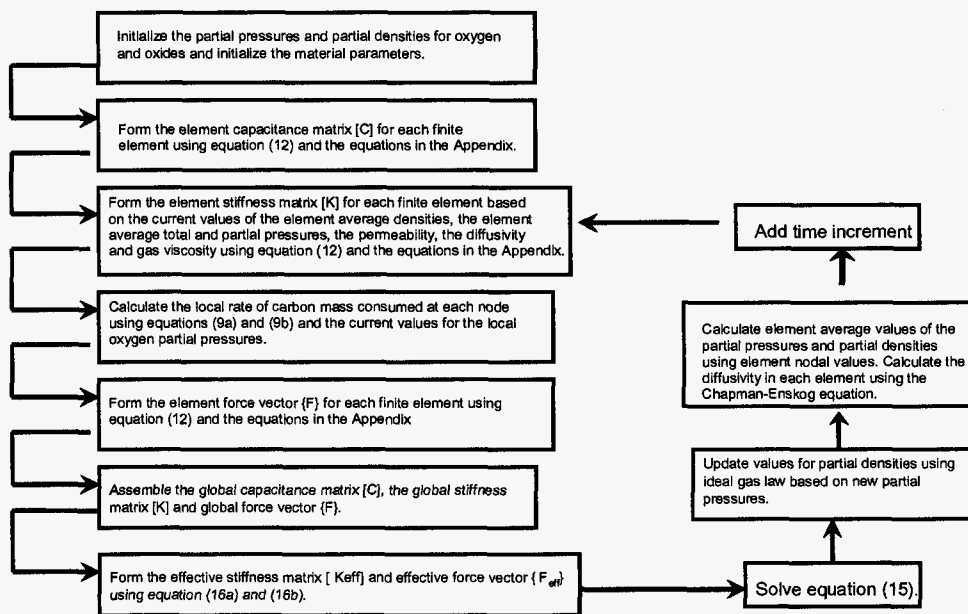 Initialize the partial pressures and partial densities for oxygen
and oxides and initialize the material parameters.
Form the element capacitance matrix [C] for each finite
element using equation (12) and the equations in the Appendix.
Form the element stiffness matrix [K] for each finite element based
on the current values of the element average densities, the element
average total and partial pressures, the permeability, the diffusivity
and gas viscosity using equation (12) and the equations in the Appendix.
Calculate the local rate of carbon mass consumed at each node
using equations (9a) and (9b) and the current values for the local
oxygen partial pressures.
Form the element force vector {F} for each finite element using
equation (12) and the equations in the Appendix
Assemble the global capacitance matrix [C], the global stiffness
matrix [K] and global force vector {F}.
Form the effective stiffness matrix [ Keff] and effective force vector { F_eff}
using equation (16a) and (16b).
Solve equation (15).
Update values for partial densities using
ideal gas law based on new partial
pressures.
Calculate element average values of the
partial pressures and partial densities
using element nodal values. Calculate the
diffusivity in each element using the
Chapman-Enskog equation.
Add time increment